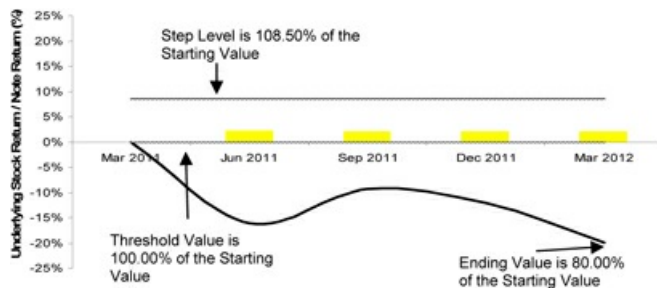 Underlying Stock Return / Note Return (%)
25%
20%
15%
10%
5%
0%
-5%
-10%
-15%
-20%
-25%
Step Level is 108.50% of the
Starting Value
Mar 2011
Jun 2011
Sep 2011
Dec 2011
Mar 2012
Threshold Value is
100.00% of the Starting
Value
Ending Value is 80.00%
of the Starting Value